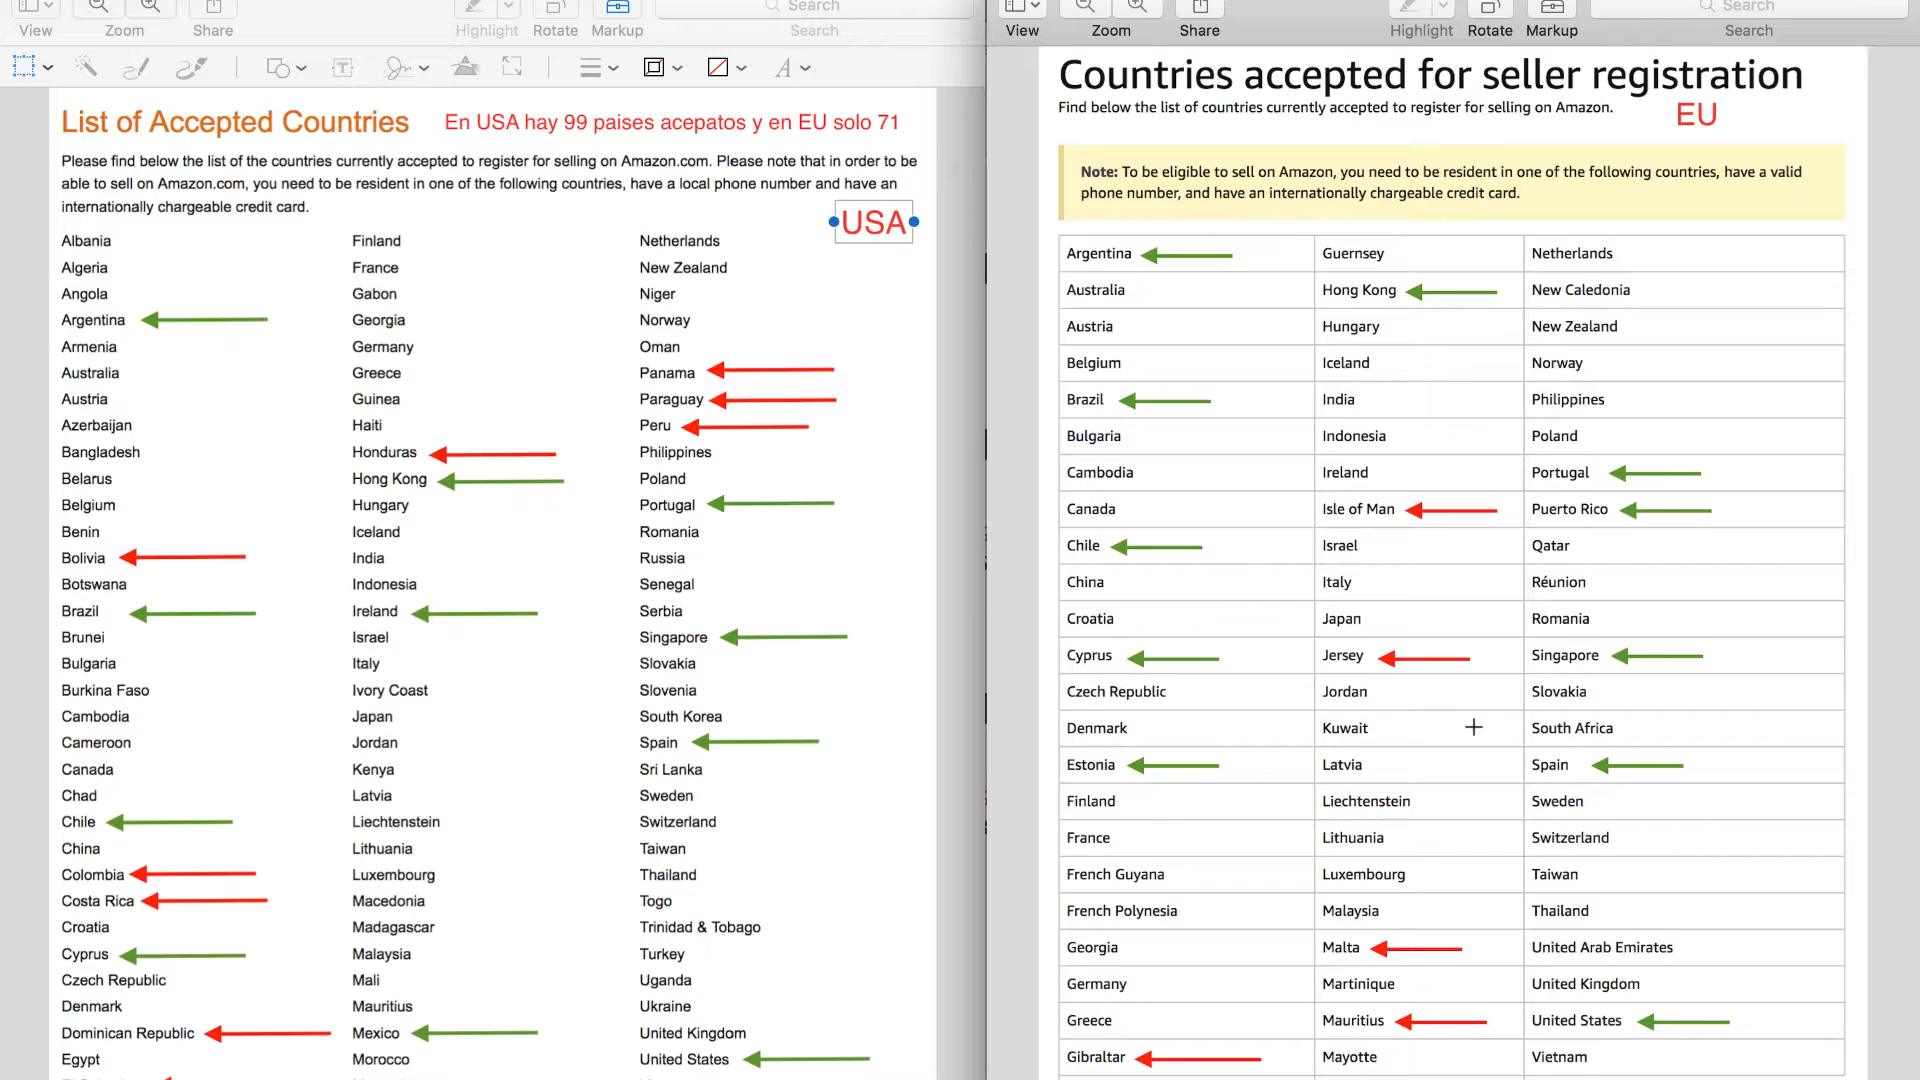 View Zoom Share Highlight Rotate Markup Search
Search
List of Accepted Countries
En USA hay 99 paises acepatos y en EU solo 71
Please find below the list of the countries currently accepted to register for selling on Amazon.com. Please note that in order to be
able to sell on Amazon.com, you need to be resident in one of the following countries, have a local phone number and have an
internationally chargeable credit card.
USA
Albania
Algeria
Angola
Argentina
Armenia
Australia
Austria
Azerbaijan
Bangladesh
Belarus
Belgium
Benin
Bolivia
Botswana
Brazil
Brunei
Bulgaria
Burkina Faso
Cambodia
Cameroon
Canada
Chad
Chile
China
Colombia
Costa Rica
Croatia
Cyprus
Czech Republic
Denmark
Dominican Republic
Egypt
Finland
France
Gabon
Georgia
Germany
Greece
Guinea
Haiti
Honduras
Hong Kong
Hungary
Iceland
India
Indonesia
Ireland
Israel
Italy
Ivory Coast
Japan
Jordan
Kenya
Latvia
Liechtenstein
Lithuania
Luxembourg
Macedonia
Madagascar
Malaysia
Mali
Mauritius
Mexico
Morocco
Netherlands
New Zealand
Niger
Norway
Oman
Panama
Paraguay
Peru
Philippines
Poland
Portugal
Romania
Russia
Senegal
Serbia
Singapore
Slovakia
Slovenia
South Korea
Spain
Sri Lanka
Sweden
Switzerland
Taiwan
Thailand
Togo
Trinidad & Tobago
Turkey
Uganda
Ukraine
United Kingdom
United States
Search
View Zoom Share Highlight Rotate Markup Search
Countries accepted for seller registration
Find below the list of countries currently accepted to register for selling on Amazon.
EU
Note: To be eligible to sell on Amazon, you need to be resident in one of the following countries, have a valid
phone number, and have an internationally chargeable credit card.
Argentina Guernsey Netherlands
Australia Hong Kong New Caledonia
Austria Hungary New Zealand
Belgium Iceland Norway
Brazil India Philippines
Bulgaria Indonesia Poland
Cambodia Ireland Portugal
Canada Isle of Man Puerto Rico
Chile Israel Qatar
China Italy Réunion
Croatia Japan Romania
Cyprus Jersey Singapore
Czech Republic Jordan Slovakia
Denmark Kuwait South Africa
Estonia Latvia Spain
Finland Liechtenstein Sweden
France Lithuania Switzerland
French Guyana Luxembourg Taiwan
French Polynesia Malaysia Thailand
Georgia Malta United Arab Emirates
Germany Martinique United Kingdom
Greece Mauritius United States
Gibraltar Mayotte Vietnam